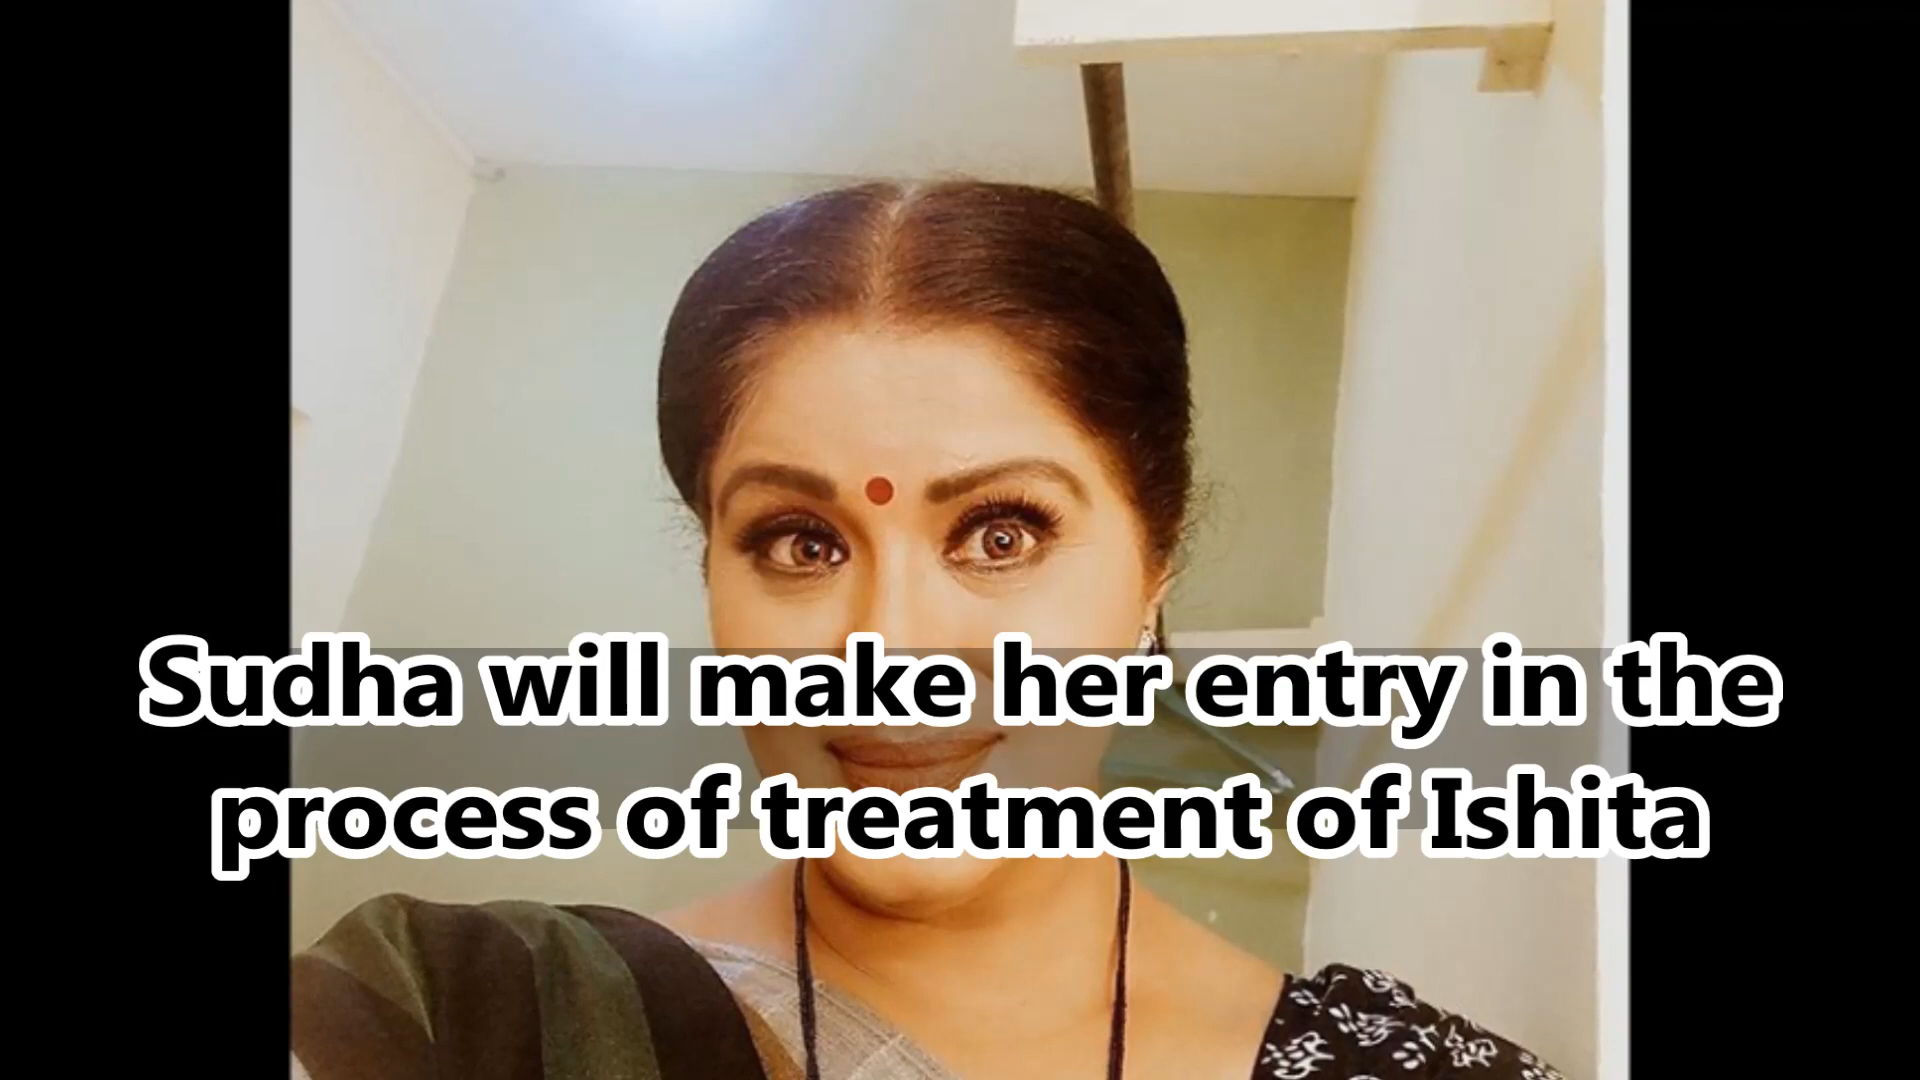 Sudha will make her entry in the
process of treatment of Ishita